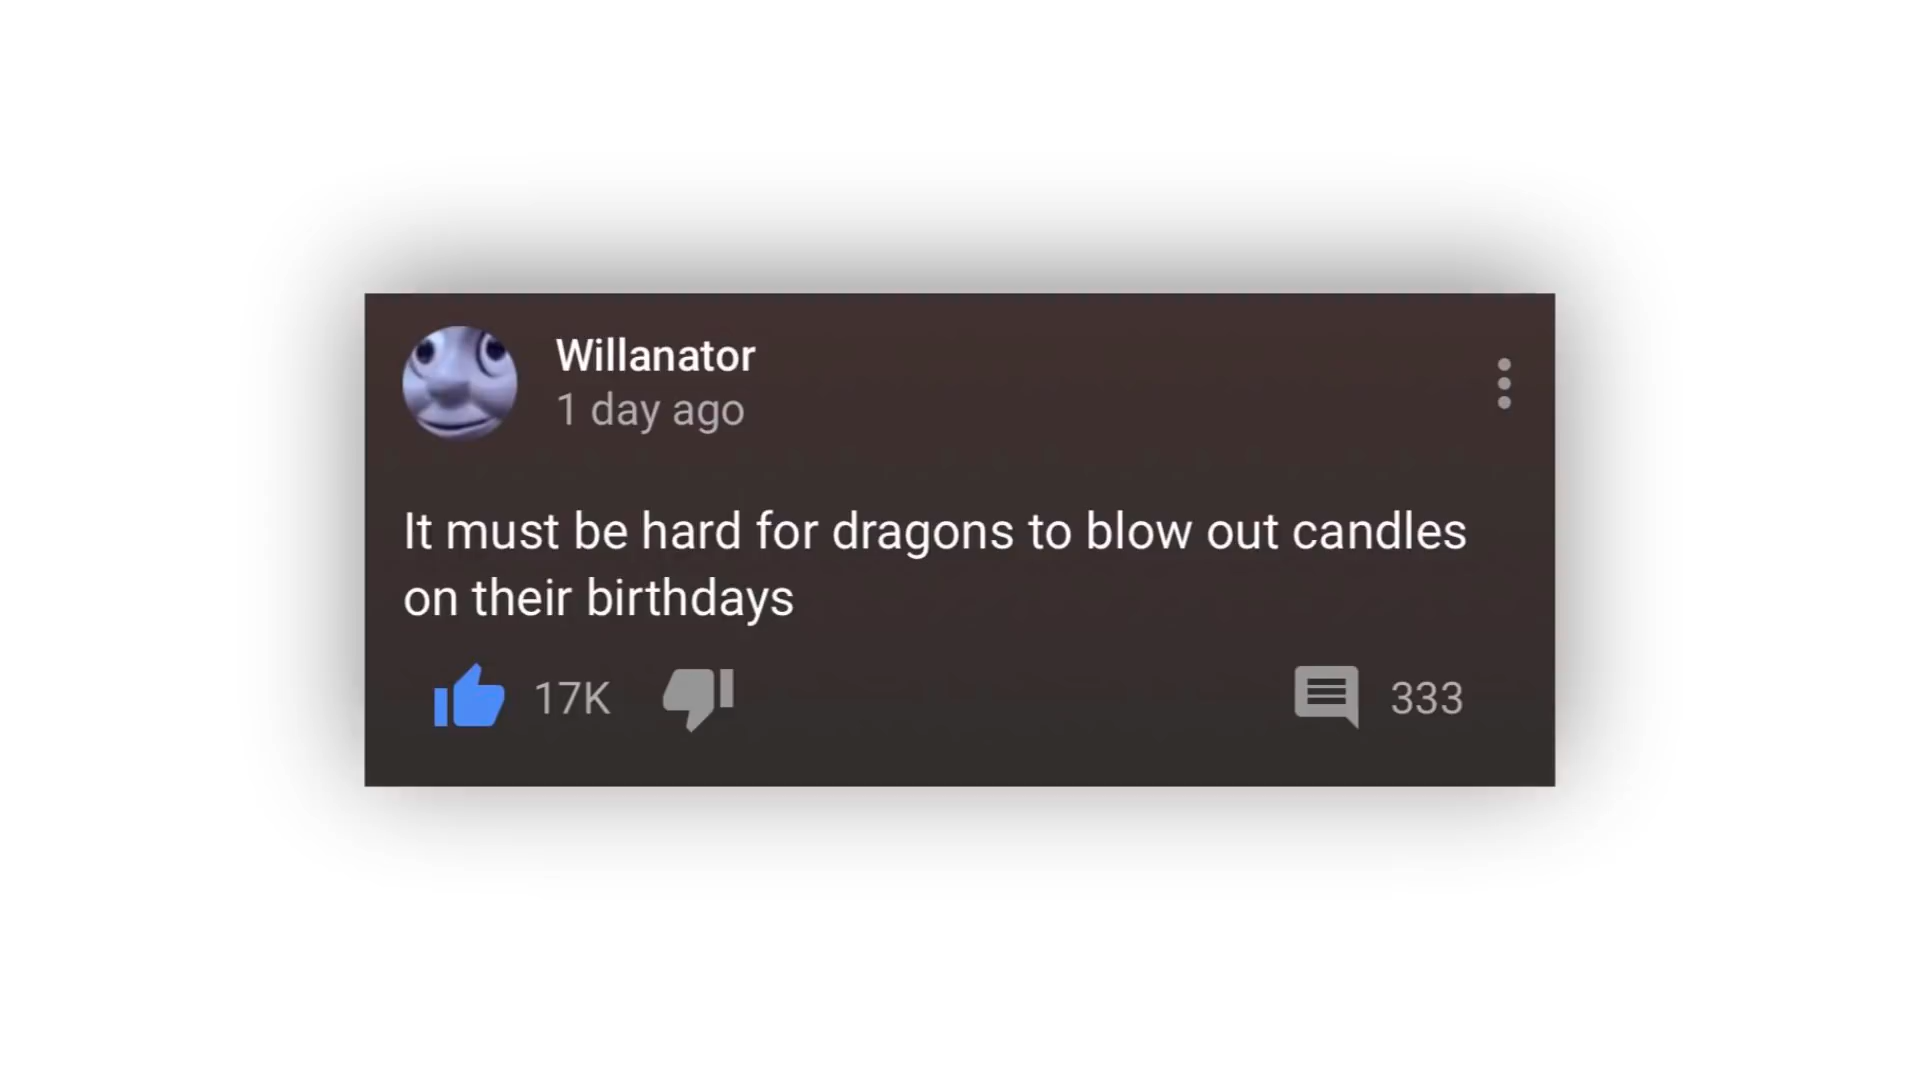 Willanator
1 day ago
It must be hard for dragons to blow out candles
on their birthdays
17K
333